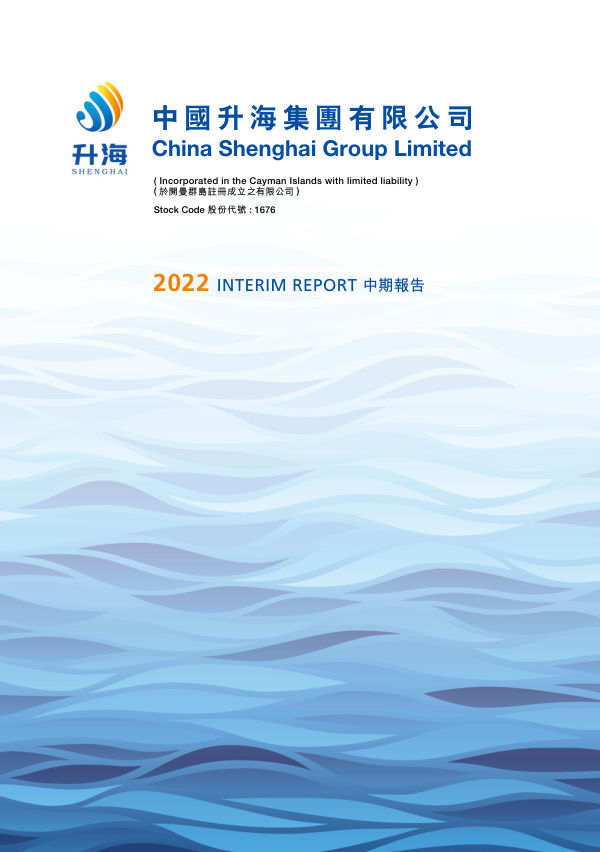 升海
SHENGHAI
中國升海集團有限公司
China Shenghai Group Limited
( Incorporated in the Cayman Islands with limited liability )
( 於開曼群島註冊成立之有限公司 )
Stock Code 股份代號 : 1676
2022 INTERIM REPORT 中期報告